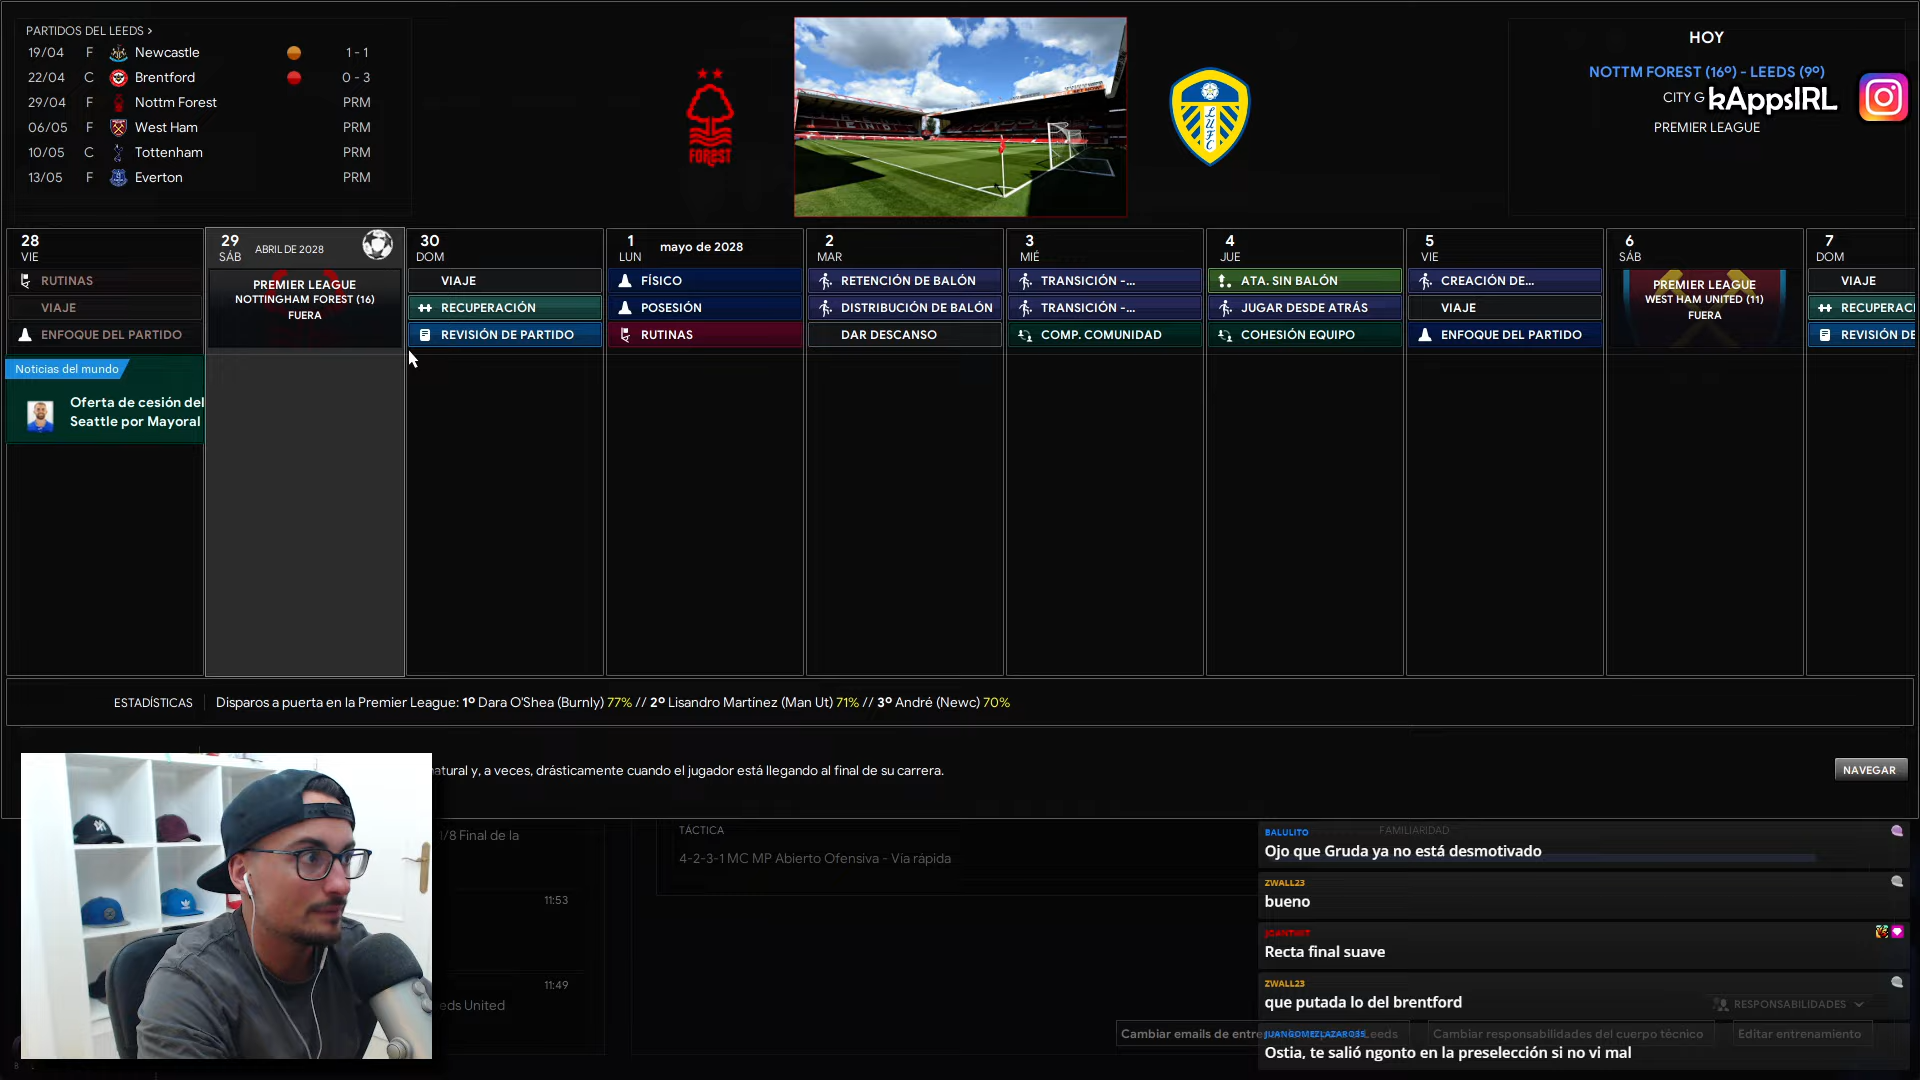 PARTIDOS DEL LEEDS >
19/04 F Newcastle 1 - 1
22/04 C Brentford 0 - 3
29/04 F Nottm Forest PRM
06/05 F West Ham PRM
10/05 C Tottenham PRM
13/05 F Everton PRM
FOREST
LUFC
HOY
NOTTM FOREST (16º) - LEEDS (9º)
CITY G
kAppsIRL
PREMIER LEAGUE
28
VIE
RUTINAS
VIAJE
ENFOQUE DEL PARTIDO
Noticias del mundo
Oferta de cesión del
Seattle por Mayoral
29
SÁB
ABRIL DE 2028
PREMIER LEAGUE
NOTTINGHAM FOREST (16)
FUERA
30
DOM
VIAJE
RECUPERACIÓN
REVISIÓN DE PARTIDO
1
LUN
mayo de 2028
FÍSICO
POSESIÓN
RUTINAS
2
MAR
RETENCIÓN DE BALÓN
DISTRIBUCIÓN DE BALÓN
DAR DESCANSO
3
MIÉ
TRANSICIÓN -...
TRANSICIÓN -...
COMP. COMUNIDAD
4
JUE
ATA. SIN BALÓN
JUGAR DESDE ATRÁS
COHESIÓN EQUIPO
5
VIE
CREACIÓN DE...
VIAJE
ENFOQUE DEL PARTIDO
6
SÁB
PREMIER LEAGUE
WEST HAM UNITED (11)
FUERA
7
DOM
VIAJE
RECUPERACI
REVISIÓN DE
ESTADÍSTICAS
Disparos a puerta en la Premier League: 1º Dara O'Shea (Burnly) 77% // 2º Lisandro Martínez (Man Ut) 71% // 3º André (Newc) 70%
natural y, a veces, drásticamente cuando el jugador está llegando al final de su carrera.
NAVEGAR
1/8 Final de la
11:53
11:49
eds United
TÁCTICA
4-2-3-1 MC MP Abierto Ofensiva - Vía rápida
FAMILIARIDAD
BALULITO
Ojo que Gruda ya no está desmotivado
ZWALL23
bueno
Recta final suave
ZWALL23
que putada lo del brentford
RESPONSABILIDADES
Cambiar emails de entre
Leeds
Cambiar responsabilidades del cuerpo técnico
Editar entrenamiento
JUANGOMEZLAZARO35
Ostia, te salió ngonto en la preselección si no vi mal